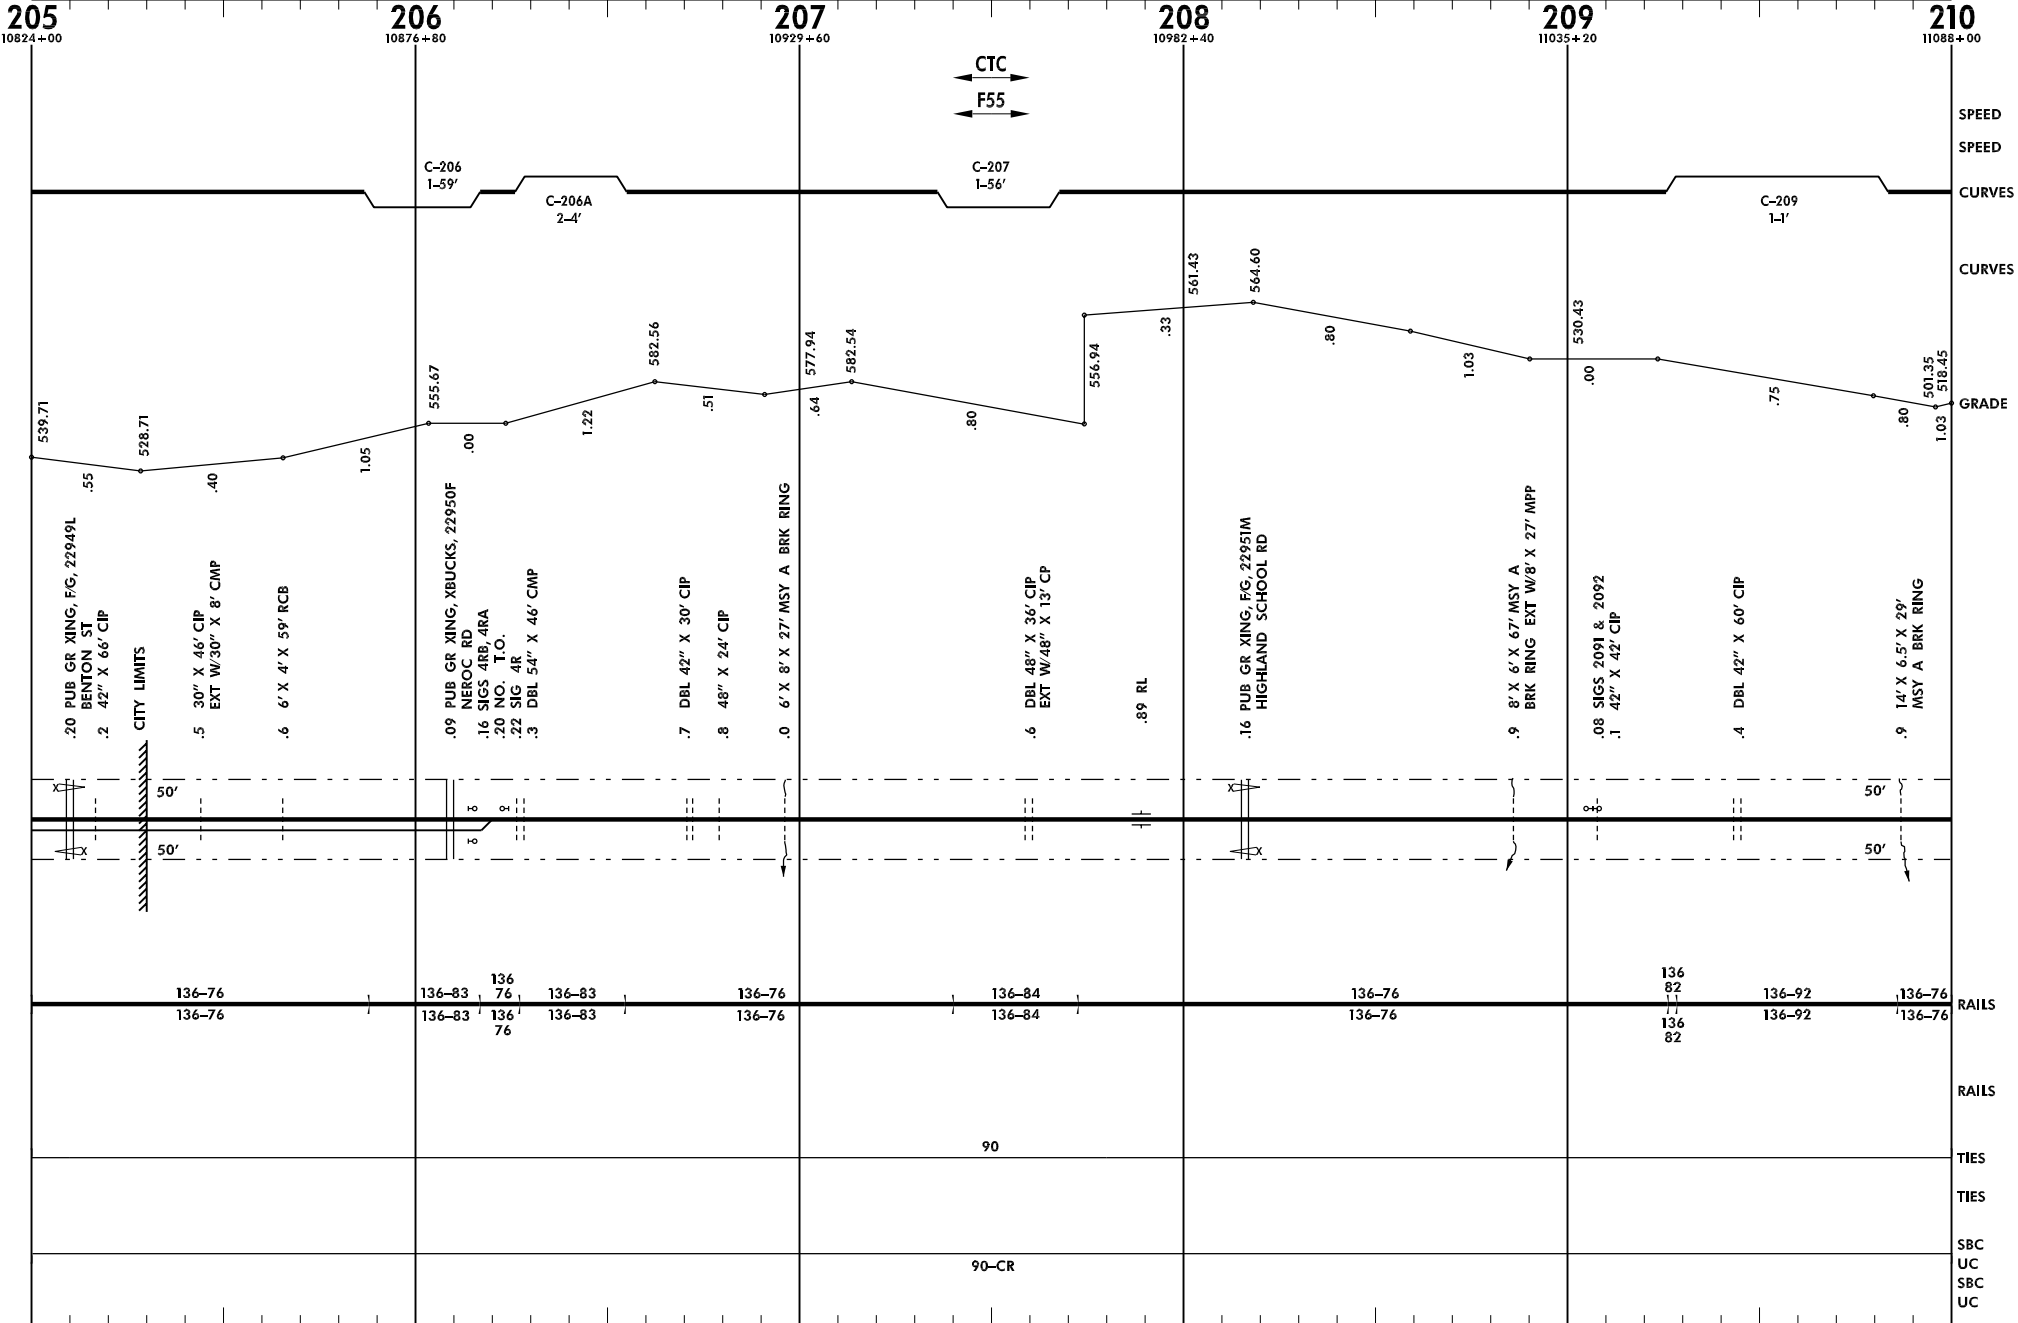 205 206 207 208 209 210
10824+00 10876+80 10929+60 10982+40 11035+20 11088+00
CTC
F55
SPEED
SPEED
C–206
1–59′
C–206A
2–4′
C–207
1–56′
C–209
1–1′
CURVES
CURVES
539.71
528.71
555.67
582.56
577.94
582.54
556.94
561.43
564.60
530.43
501.35
518.45
GRADE
.55
.40
1.05
.00
1.22
.51
.64
.80
.33
.80
1.03
.00
.75
.80
1.03
.20 PUB GR XING, F/G, 22949L
BENTON ST
.2 42″ X 66′ CIP
CITY LIMITS
.5 30″ X 46′ CIP
EXT W/30″ X 8′ CMP
.6 6′ X 4′ X 59′ RCB
.09 PUB GR XING, XBUCKS, 22950F
NEROC RD
.16 SIGS 4RB, 4RA
.20 NO. T.O.
.22 SIG 4R
.3 DBL 54″ X 46′ CMP
.7 DBL 42″ X 30′ CIP
.8 48″ X 24′ CIP
.0 6′ X 8′ X 27′ MSY A BRK RING
.6 DBL 48″ X 36′ CIP
EXT W/48″ X 13′ CP
.89 RL
.16 PUB GR XING, F/G, 22951M
HIGHLAND SCHOOL RD
.9 8′ X 6′ X 67′ MSY A
BRK RING EXT W/8′ X 27′ MPP
.08 SIGS 2091 & 2092
.1 42″ X 42′ CIP
.4 DBL 42″ X 60′ CIP
.9 14′ X 6.5′ X 29′
MSY A BRK RING
X X
50′ 50′
X X
50′ 50′
136–76 136–83 136 76 136–83 136–76 136–84 136–76 136 82 136–92 136–76
RAILS
136–76 136–83 136 76 136–83 136–76 136–84 136–76 136 82 136–92 136–76
RAILS
90
TIES
TIES
SBC
90–CR
UC
SBC
UC